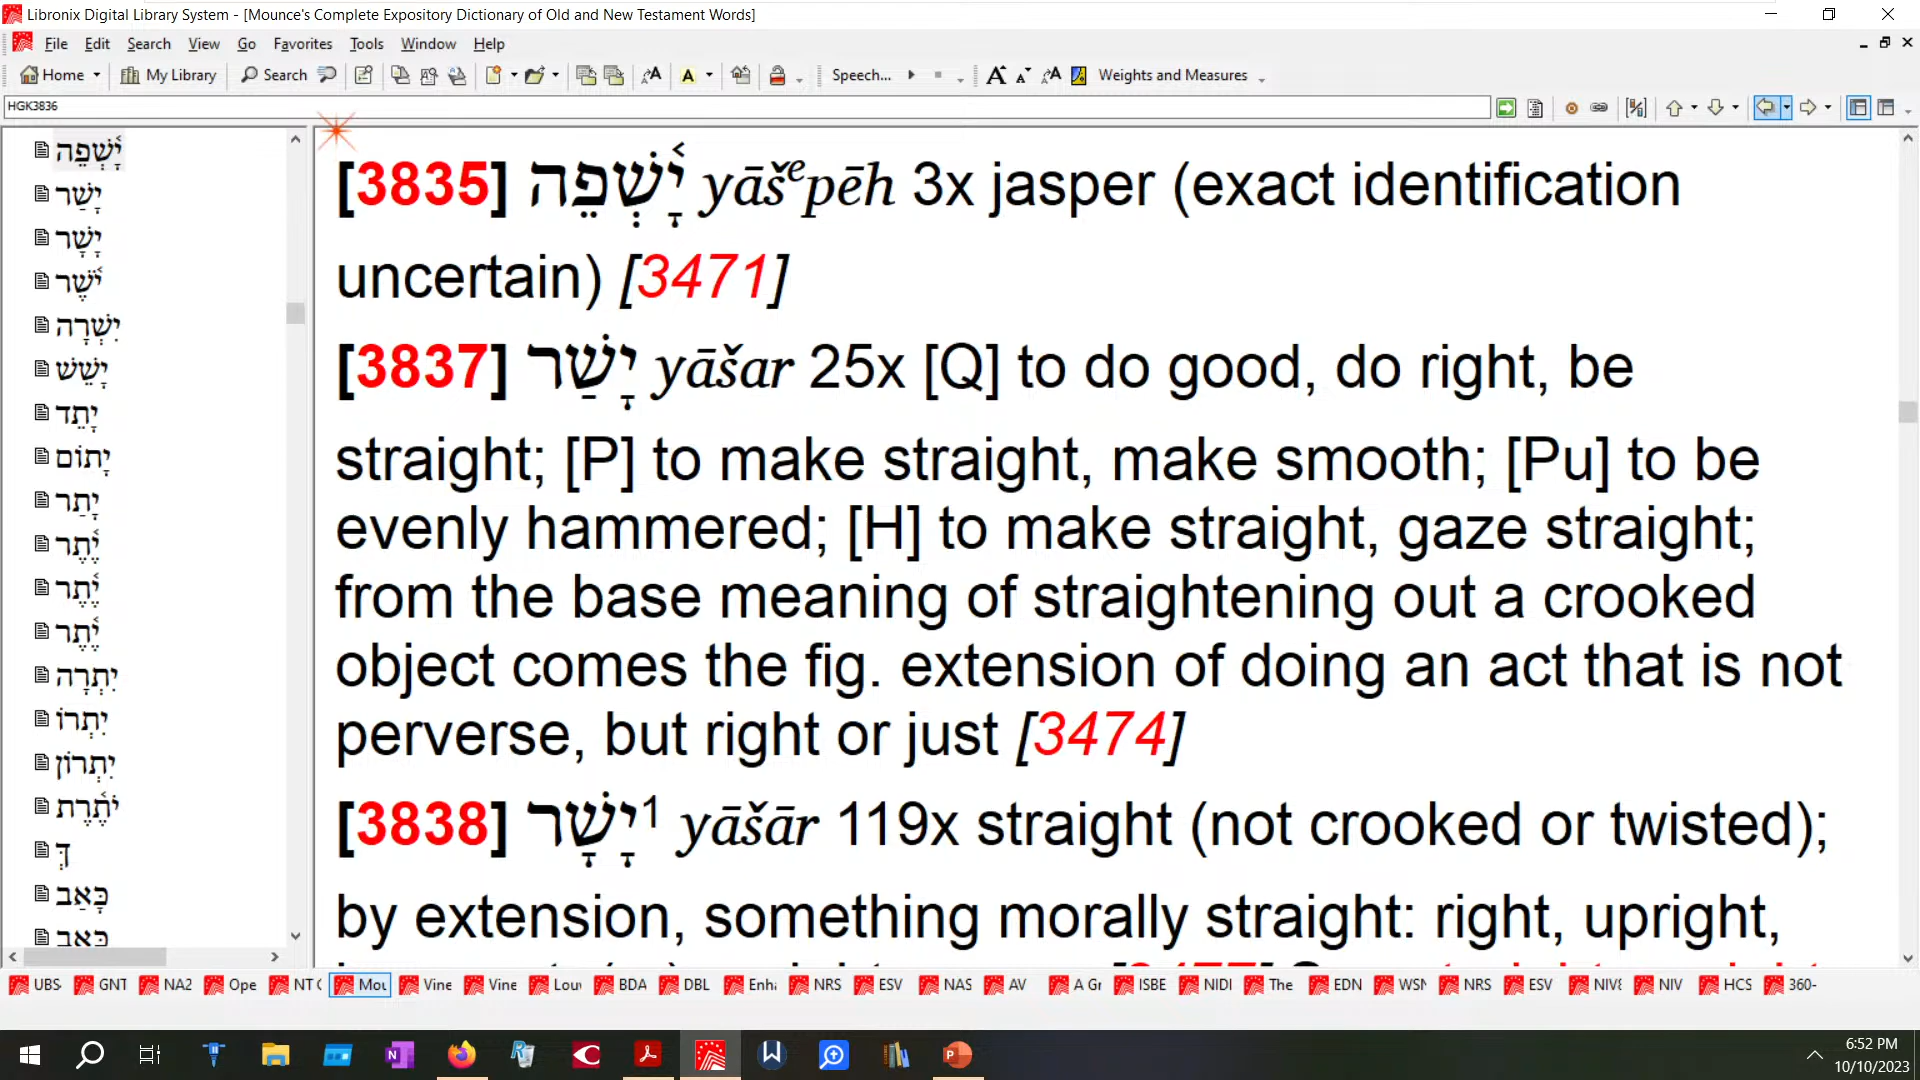 Libronix Digital Library System - [Mounce's Complete Expository Dictionary of Old and New Testament Words]
File Edit Search View Go Favorites Tools Window Help
Home My Library Search Speech... Weights and Measures
HGK3836
יָ֫שְׁפֵה
יָשַׁר
יָשָׁר
יֹ֫שֶׁר
יִשְׁרָה
יָשֵׁשׁ
יָתֵד
יָתוֹם
יָתַר
יֶ֫תֶר
יֶ֫תֶר
יֶ֫תֶר
יִתְרָה
יִתְרוֹ
יִתְרוֹן
יֹתֶ֫רֶת
ךָּ
כָּאַב
[3835] יָ֫שְׁפֵה yāšᵉpēh 3x jasper (exact identification
uncertain) [3471]
[3837] יָשַׁר yāšar 25x [Q] to do good, do right, be
straight; [P] to make straight, make smooth; [Pu] to be
evenly hammered; [H] to make straight, gaze straight;
from the base meaning of straightening out a crooked
object comes the fig. extension of doing an act that is not
perverse, but right or just [3474]
[3838] יָשָׁר1 yāšār 119x straight (not crooked or twisted);
by extension, something morally straight: right, upright,
UBS GNT NA2 Ope NT Mou Vine Vine Lou BDA DBL Enh NRS ESV NAS AV A Gr ISBE NIDI The EDN WSN NRS ESV NIV NIV HCS 360-
6:52 PM
10/10/2023